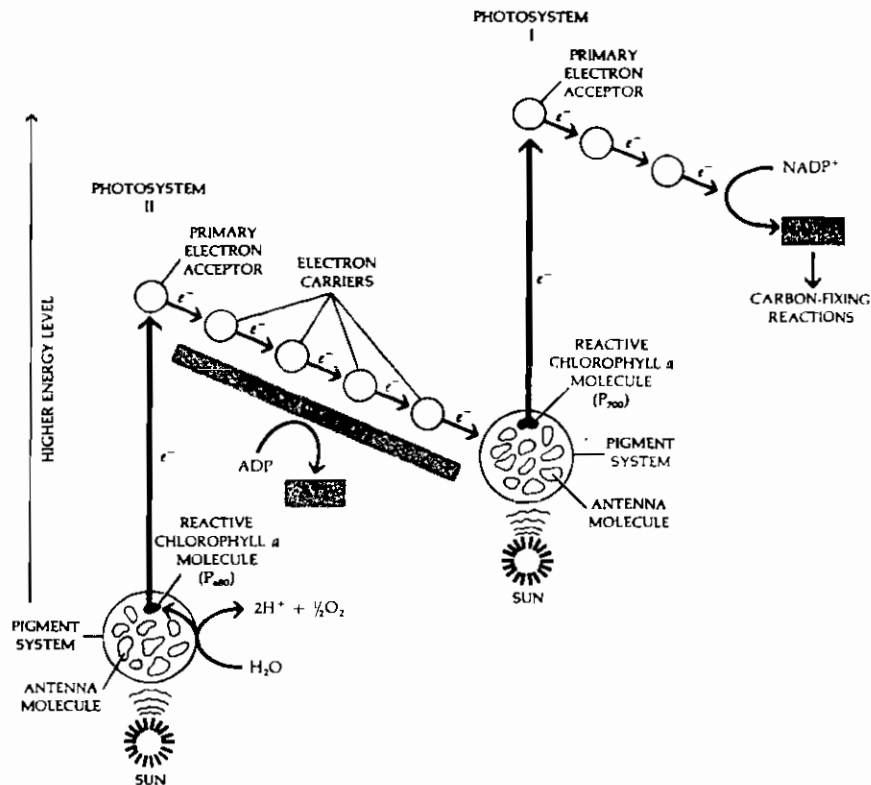 PHOTOSYSTEM
I
PRIMARY
ELECTRON
ACCEPTOR
e⁻
e⁻
e⁻
NADP⁺
CARBON-FIXING
REACTIONS
e⁻
REACTIVE
CHLOROPHYLL a
MOLECULE
(P₇₀₀)
PIGMENT
SYSTEM
ANTENNA
MOLECULE
SUN
HIGHER ENERGY LEVEL
PHOTOSYSTEM
II
PRIMARY
ELECTRON
ACCEPTOR
ELECTRON
CARRIERS
e⁻
e⁻
e⁻
e⁻
e⁻
ADP
e⁻
REACTIVE
CHLOROPHYLL a
MOLECULE
(P₆₈₀)
2H⁺ + ½O₂
PIGMENT
SYSTEM
H₂O
ANTENNA
MOLECULE
SUN